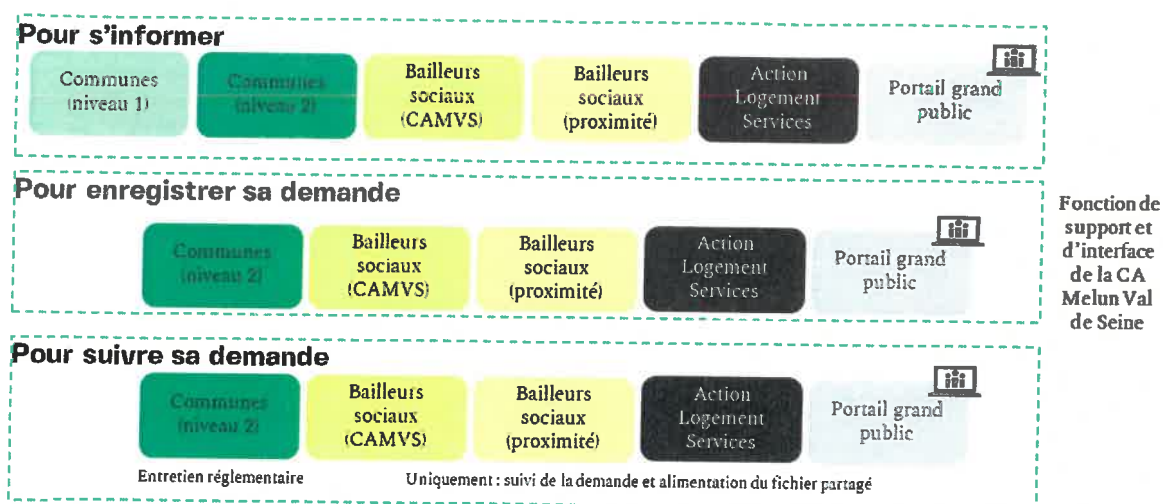 Pour s'informer
Communes
(niveau 1)
Communes
(niveau 2)
Bailleurs
sociaux
(CAMVS)
Bailleurs
sociaux
(proximité)
Action
Logement
Services
Portail grand
public
Pour enregistrer sa demande
Communes
(niveau 2)
Bailleurs
sociaux
(CAMVS)
Bailleurs
sociaux
(proximité)
Action
Logement
Services
Portail grand
public
Fonction de
support et
d'interface
de la CA
Melun Val
de Seine
Pour suivre sa demande
Communes
(niveau 2)
Bailleurs
sociaux
(CAMVS)
Bailleurs
sociaux
(proximité)
Action
Logement
Services
Portail grand
public
Entretien réglementaire
Uniquement : suivi de la demande et alimentation du fichier partagé